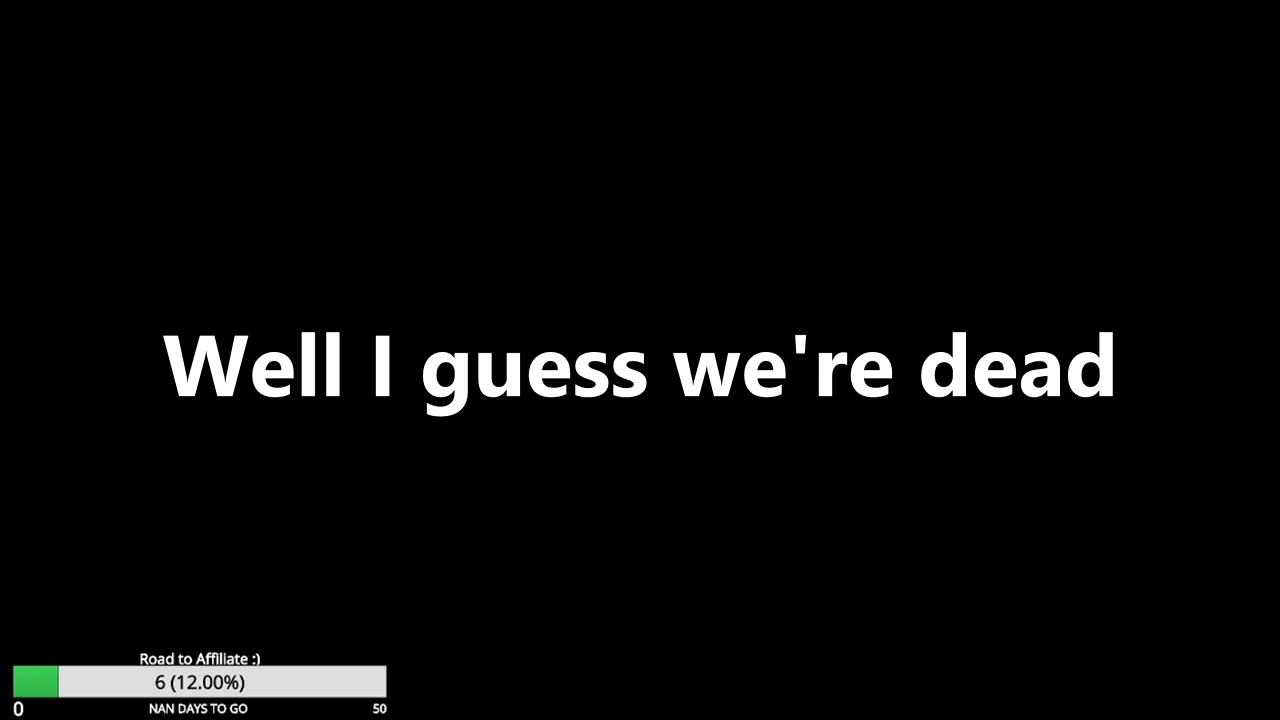 Well I guess we're dead
Road to Affiliate :)
6 (12.00%)
0 NAN DAYS TO GO 50